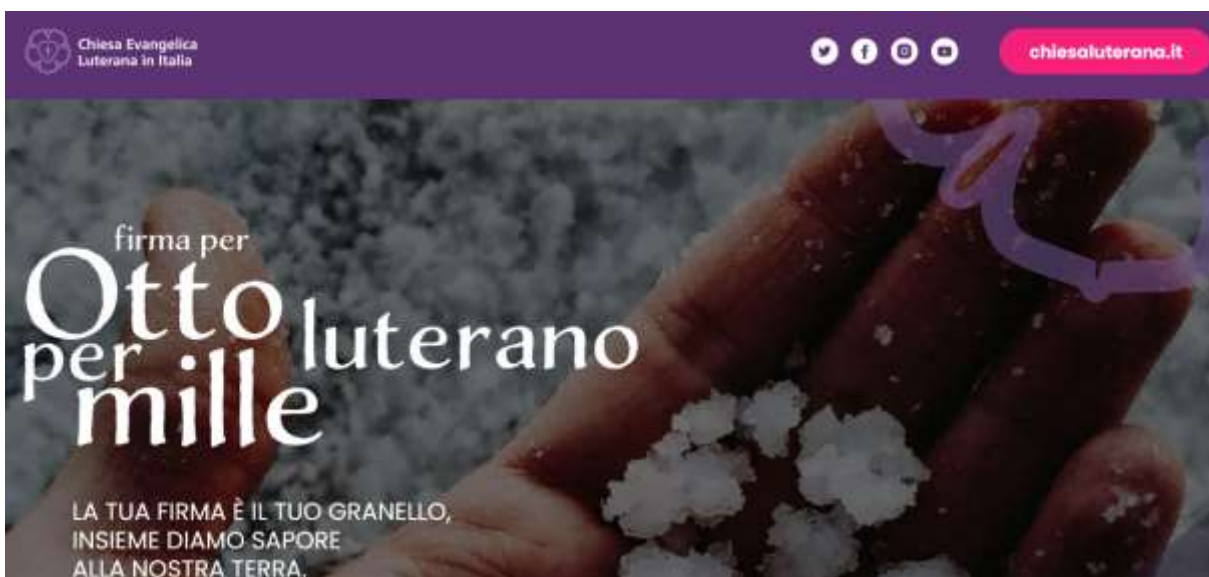 Chiesa Evangelica
Luterana in Italia
chiesaluterana.it
firma per
Otto
per luterano
mille
LA TUA FIRMA È IL TUO GRANELLO,
INSIEME DIAMO SAPORE
ALLA NOSTRA TERRA.